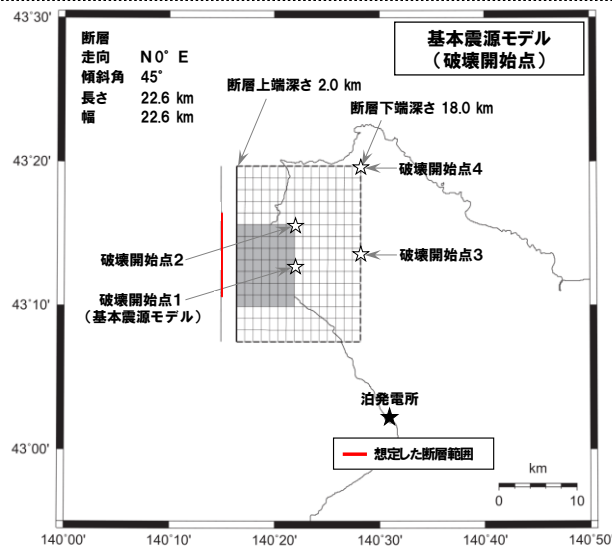 43°30'
断層
走向 N0°E
傾斜角 45°
長さ 22.6 km
幅 22.6 km
基本震源モデル
(破壊開始点)
断層上端深さ 2.0 km
断層下端深さ 18.0 km
43°20'
破壊開始点4
破壊開始点2
破壊開始点3
破壊開始点1
(基本震源モデル)
43°10'
泊発電所
43°00'
想定した断層範囲
km
0 10
140°00' 140°10' 140°20' 140°30' 140°40' 140°50'